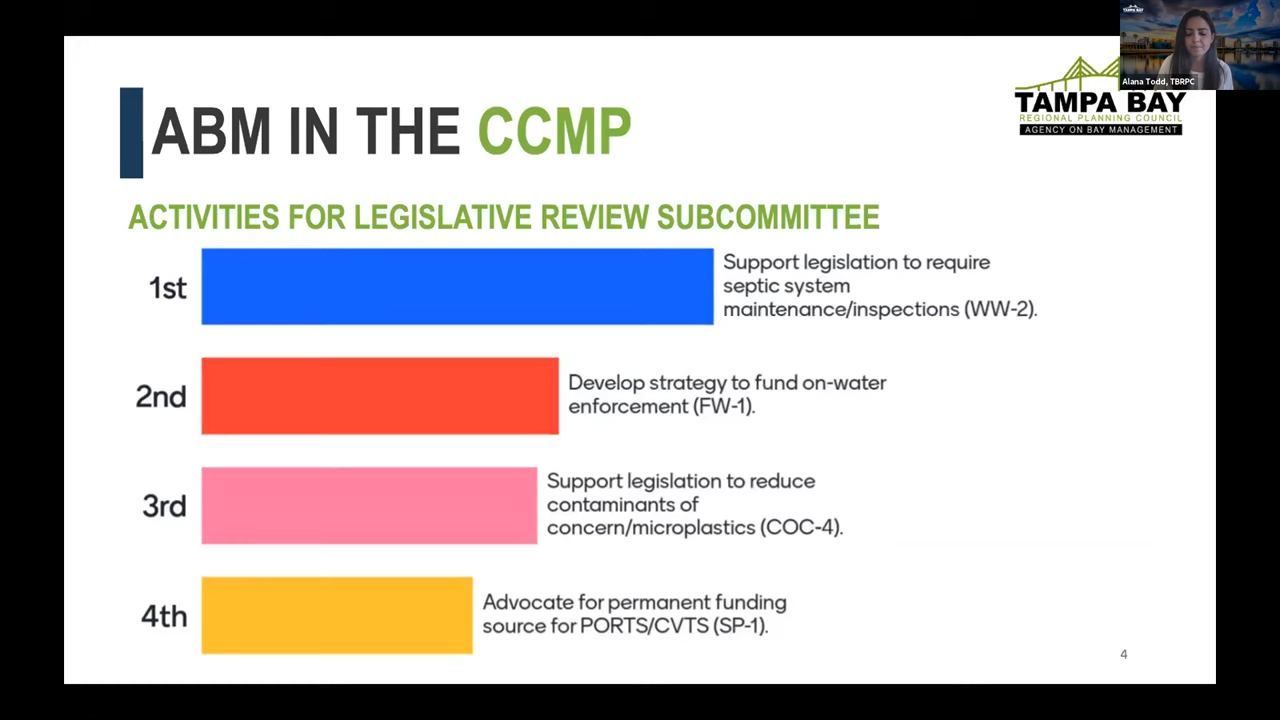 ABM IN THE CCMP
TAMPA BAY
Alana Todd, TBRPC
TAMPA BAY
REGIONAL PLANNING COUNCIL
AGENCY ON BAY MANAGEMENT
ACTIVITIES FOR LEGISLATIVE REVIEW SUBCOMMITTEE
1st
Support legislation to require
septic system
maintenance/inspections (WW-2).
2nd
Develop strategy to fund on-water
enforcement (FW-1).
3rd
Support legislation to reduce
contaminants of
concern/microplastics (COC-4).
4th
Advocate for permanent funding
source for PORTS/CVTS (SP-1).
4